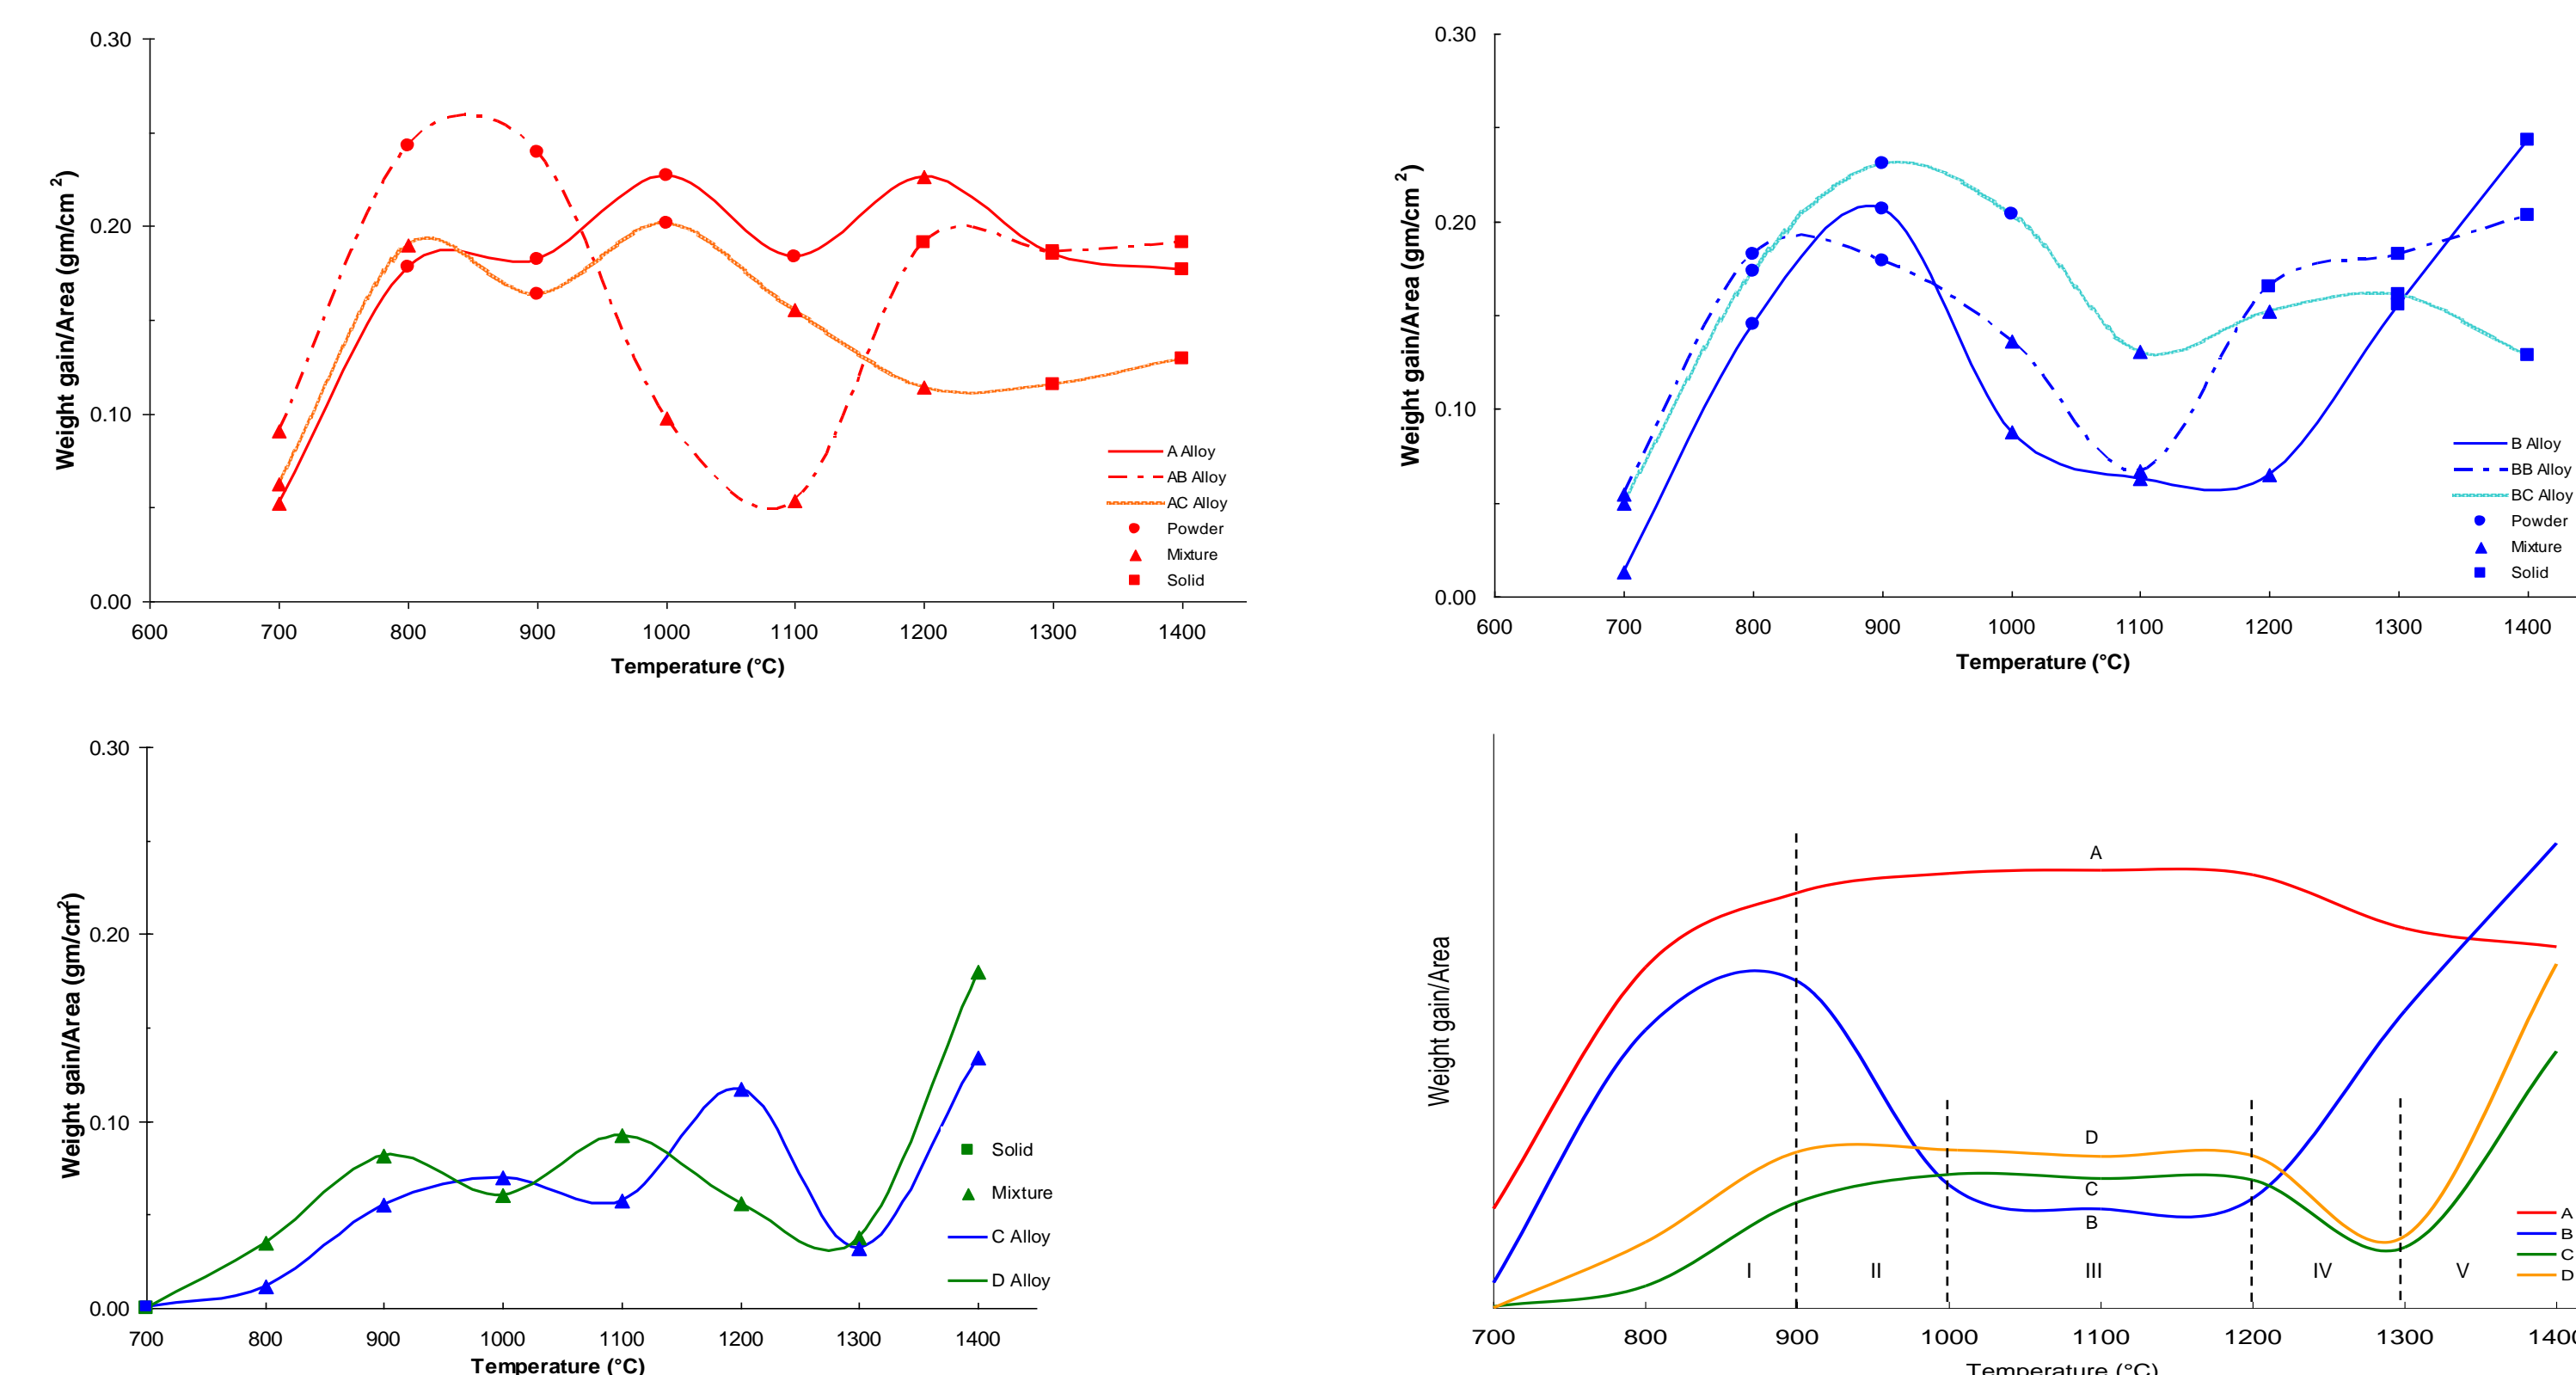 0.30
0.20
0.10
0.00
Weight gain/Area (gm/cm 2)
600 700 800 900 1000 1100 1200 1300 1400
Temperature (°C)
A Alloy
AB Alloy
AC Alloy
Powder
Mixture
Solid
0.30
0.20
0.10
0.00
Weight gain/Area (gm/cm 2)
600 700 800 900 1000 1100 1200 1300 1400
Temperature (°C)
B Alloy
BB Alloy
BC Alloy
Powder
Mixture
Solid
0.30
0.20
0.10
0.00
Weight gain/Area (gm/cm2)
700 800 900 1000 1100 1200 1300 1400
Temperature (°C)
Solid
Mixture
C Alloy
D Alloy
Weight gain/Area
A
D
C
B
I II III IV V
A
B
C
D
700 800 900 1000 1100 1200 1300 1400
Temperature (°C)